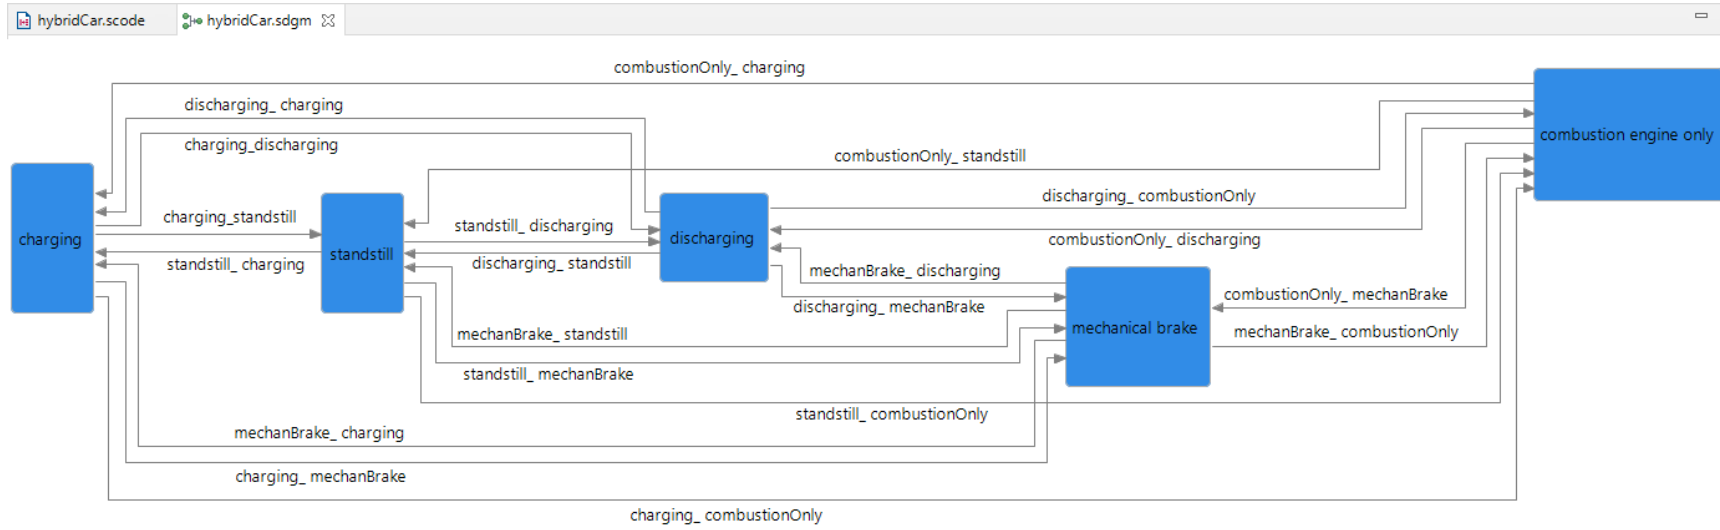 hybridCar.scode
hybridCar.sdgm
combustionOnly_ charging
discharging_ charging
charging_discharging
combustion engine only
combustionOnly_ standstill
discharging_ combustionOnly
charging_standstill
standstill_ discharging
charging
standstill
discharging
combustionOnly_ discharging
standstill_ charging
discharging_ standstill
mechanBrake_ discharging
combustionOnly_ mechanBrake
discharging_ mechanBrake
mechanical brake
mechanBrake_ standstill
mechanBrake_ combustionOnly
standstill_ mechanBrake
standstill_ combustionOnly
mechanBrake_ charging
charging_ mechanBrake
charging_ combustionOnly